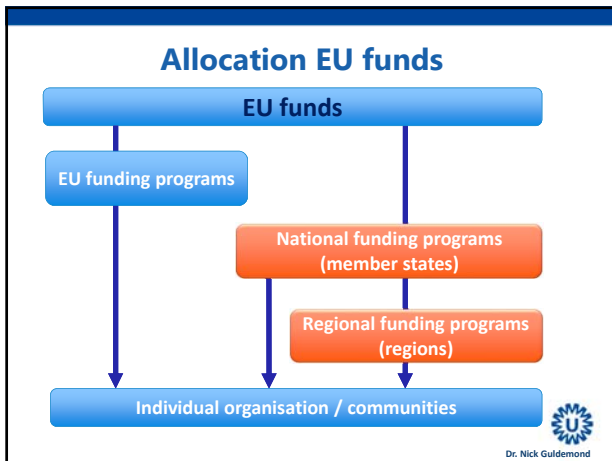 Allocation EU funds
EU funds
EU funding programs
National funding programs
(member states)
Regional funding programs
(regions)
Individual organisation / communities
U
Dr. Nick Guldemond